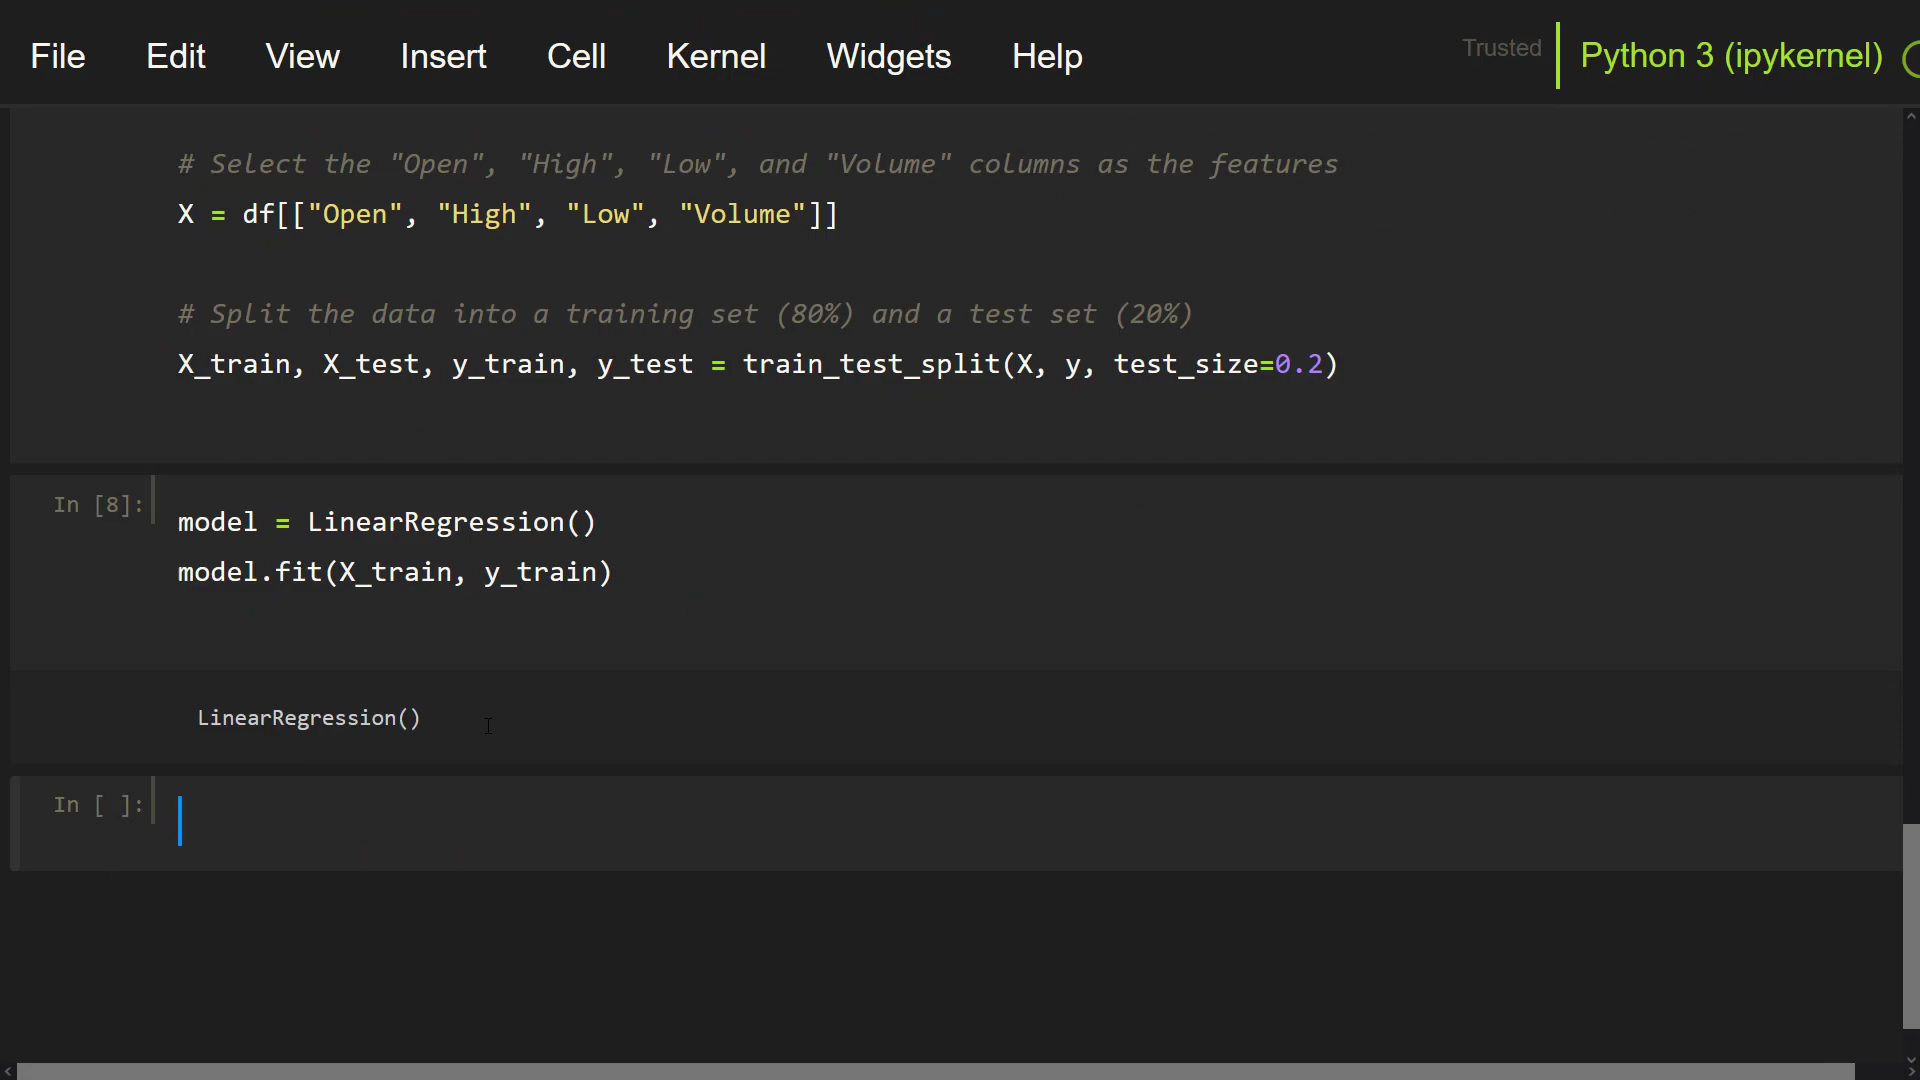 File Edit View Insert Cell Kernel Widgets Help Trusted Python 3 (ipykernel)
# Select the "Open", "High", "Low", and "Volume" columns as the features
X = df[["Open", "High", "Low", "Volume"]]
# Split the data into a training set (80%) and a test set (20%)
X_train, X_test, y_train, y_test = train_test_split(X, y, test_size=0.2)
In [8]: model = LinearRegression()
model.fit(X_train, y_train)
LinearRegression()
In [ ]: